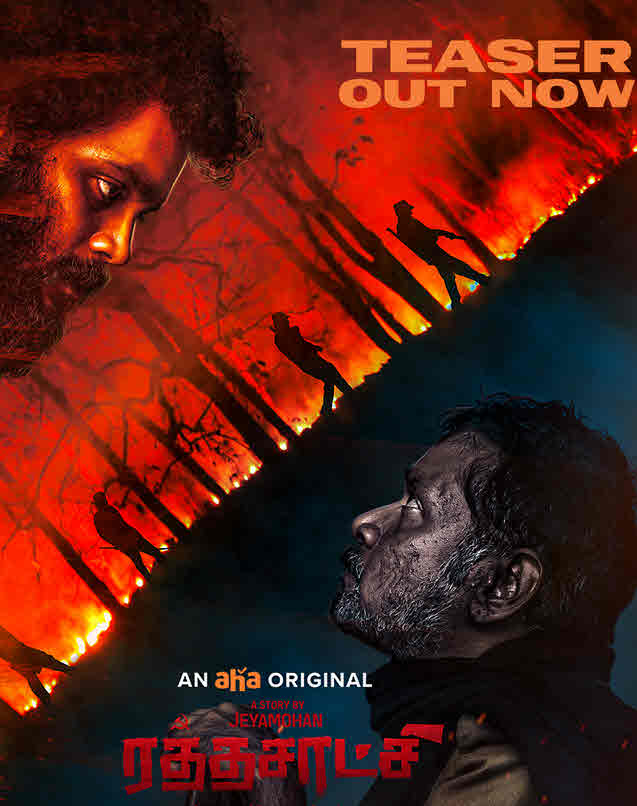 TEASER
OUT NOW
AN aha ORIGINAL
A STORY BY
JEYAMOHAN
ரத்தசாட்சி